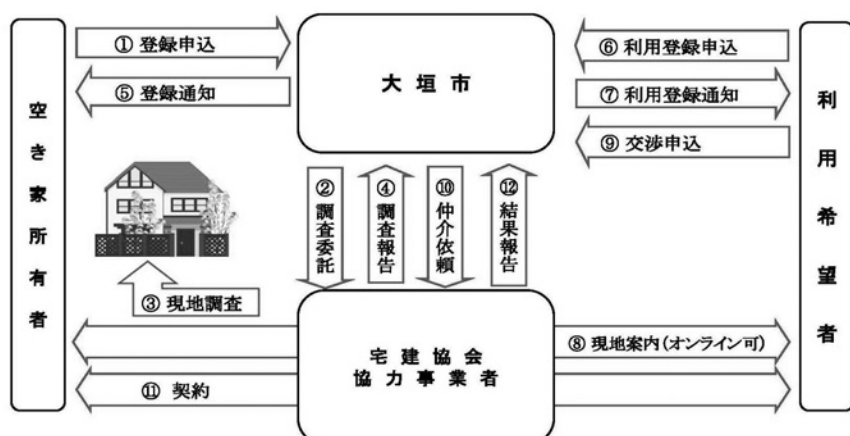 空き家所有者
① 登録申込
⑤ 登録通知
大垣市
⑥ 利用登録申込
⑦ 利用登録通知
⑨ 交渉申込
利用希望者
② 調査委託
④ 調査報告
⑩ 仲介依頼
⑫ 結果報告
③ 現地調査
宅建協会
協力事業者
⑧ 現地案内(オンライン可)
⑪ 契約